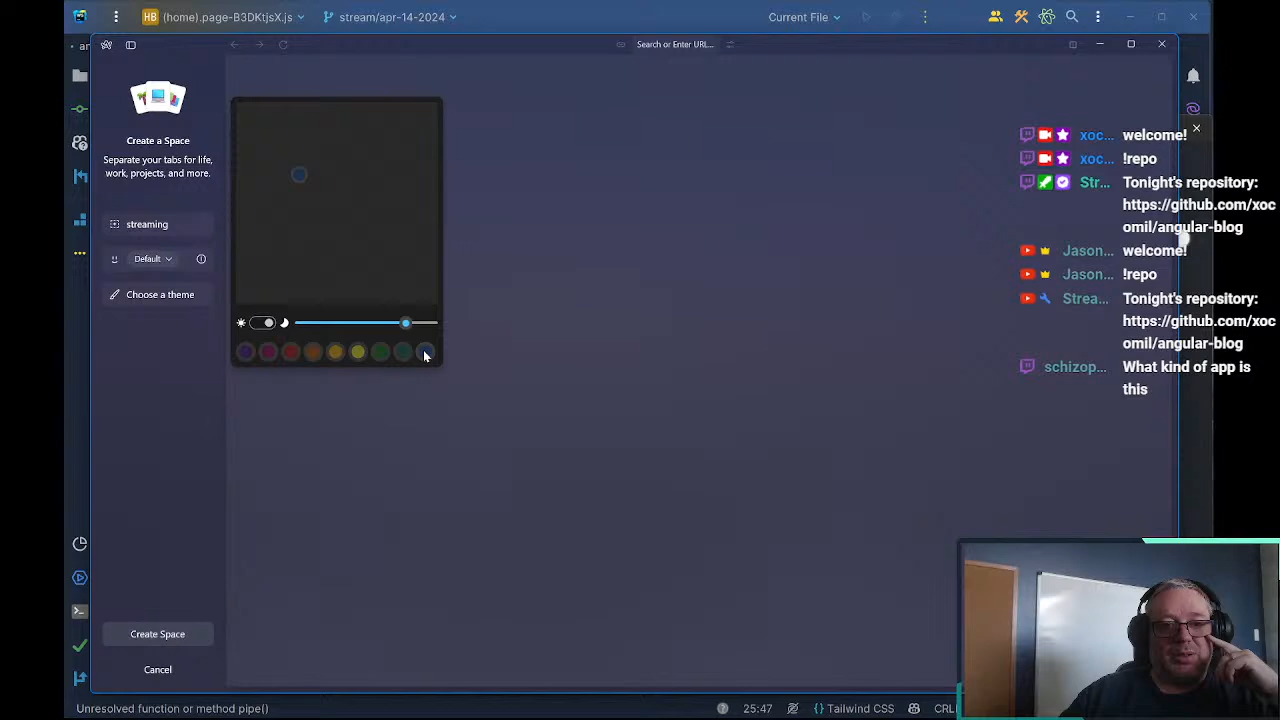 HB (home).page-B3DKtjsX.js stream/apr-14-2024 Current File
Search or Enter URL...
Create a Space
Separate your tabs for life,
work, projects, and more.
streaming
Default
Choose a theme
Create Space
Cancel
xoc... welcome!
xoc... !repo
Str... Tonight's repository:
https://github.com/xoc
omil/angular-blog
Jason... welcome!
Jason... !repo
Strea... Tonight's repository:
https://github.com/xoc
omil/angular-blog
schizop... What kind of app is
this
Unresolved function or method pipe() 25:47 {} Tailwind CSS CRL